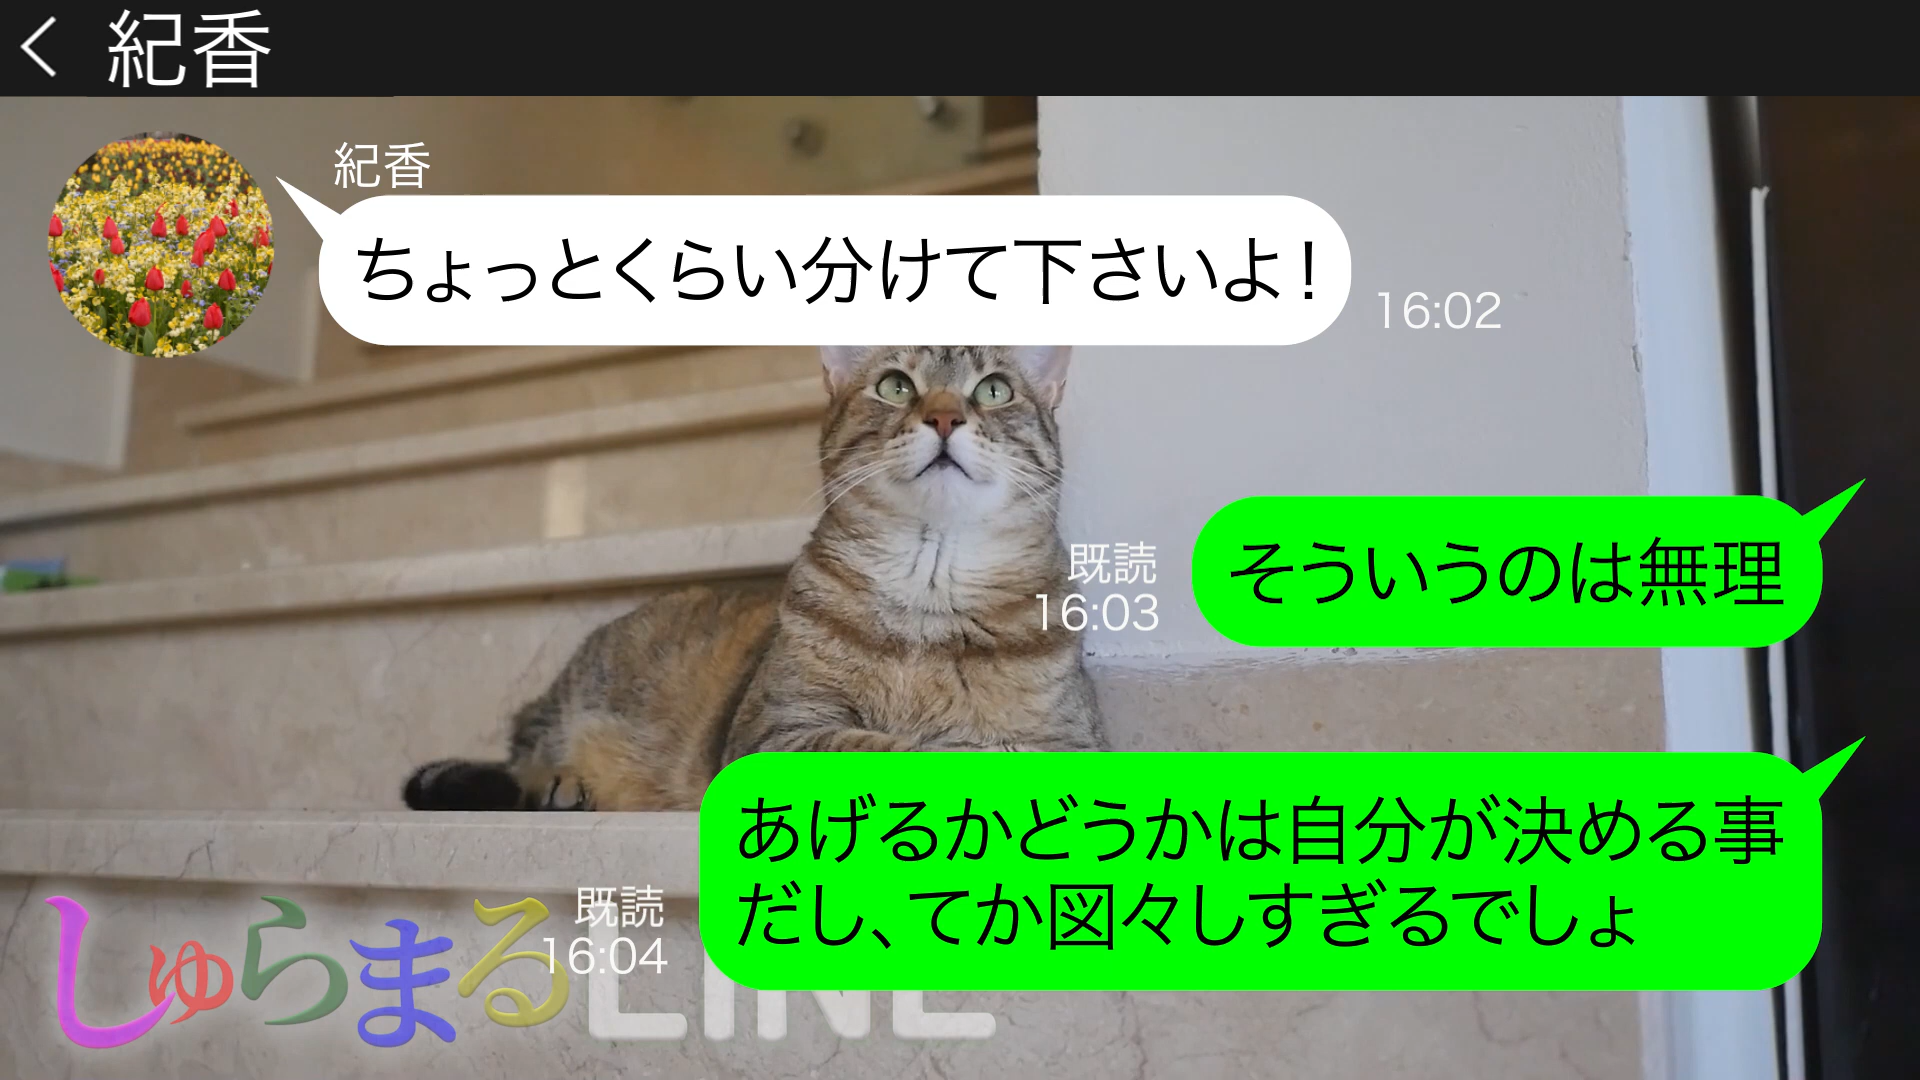 紀香
紀香
ちょっとくらい分けて下さいよ！
16:02
既読
16:03
そういうのは無理
あげるかどうかは自分が決める事
だし、てか図々しすぎるでしょ
既読
16:04
しゅらまるLINE